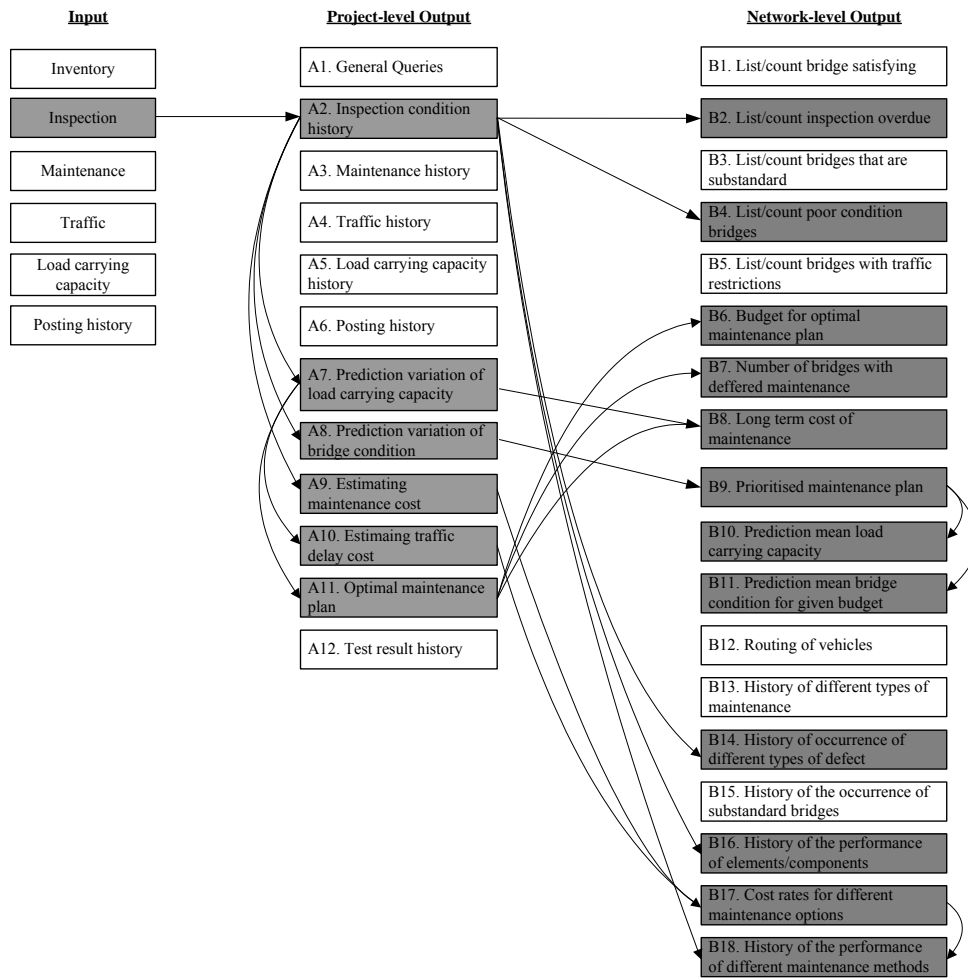 Input
Project-level Output
Network-level Output
Inventory
Inspection
Maintenance
Traffic
Load carrying
capacity
Posting history
A1. General Queries
A2. Inspection condition
history
A3. Maintenance history
A4. Traffic history
A5. Load carrying capacity
history
A6. Posting history
A7. Prediction variation of
load carrying capacity
A8. Prediction variation of
bridge condition
A9. Estimating
maintenance cost
A10. Estimaing traffic
delay cost
A11. Optimal maintenance
plan
A12. Test result history
B1. List/count bridge satisfying
B2. List/count inspection overdue
B3. List/count bridges that are
substandard
B4. List/count poor condition
bridges
B5. List/count bridges with traffic
restrictions
B6. Budget for optimal
maintenance plan
B7. Number of bridges with
deffered maintenance
B8. Long term cost of
maintenance
B9. Prioritised maintenance plan
B10. Prediction mean load
carrying capacity
B11. Prediction mean bridge
condition for given budget
B12. Routing of vehicles
B13. History of different types of
maintenance
B14. History of occurrence of
different types of defect
B15. History of the occurrence of
substandard bridges
B16. History of the performance
of elements/components
B17. Cost rates for different
maintenance options
B18. History of the performance
of different maintenance methods